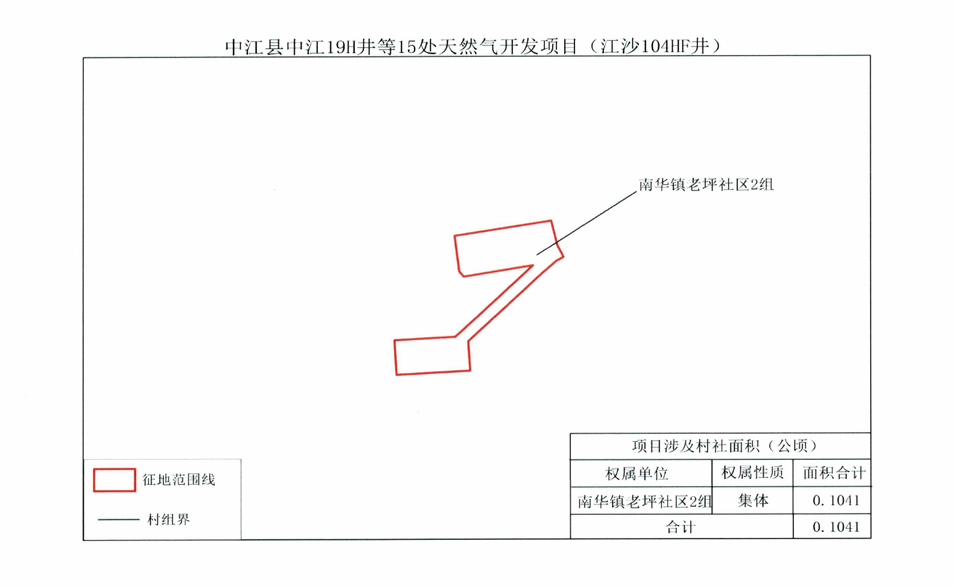 中江县中江19H井等15处天然气开发项目（江沙104HF井）
南华镇老坪社区2组
项目涉及村社面积（公顷）
权属单位 权属性质 面积合计
南华镇老坪社区2组 集体 0.1041
合计 0.1041
征地范围线
村组界